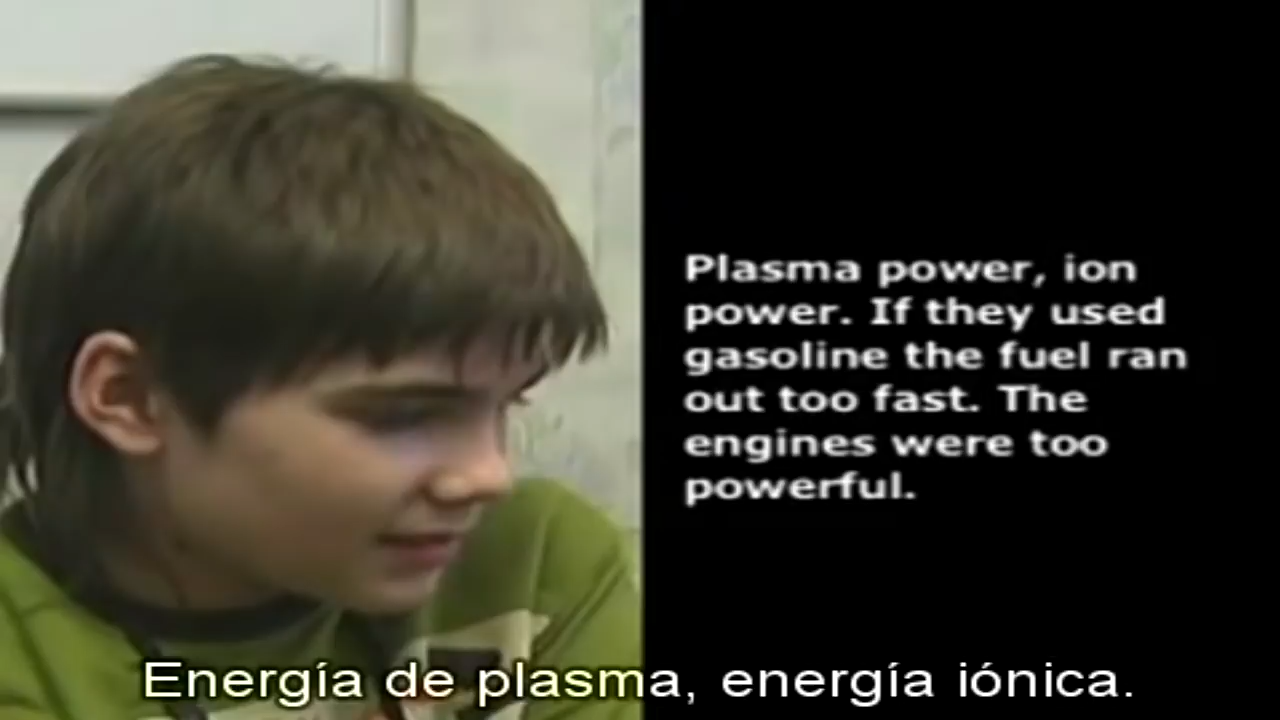 Plasma power, ion
power. If they used
gasoline the fuel ran
out too fast. The
engines were too
powerful.
Energía de plasma, energía iónica.